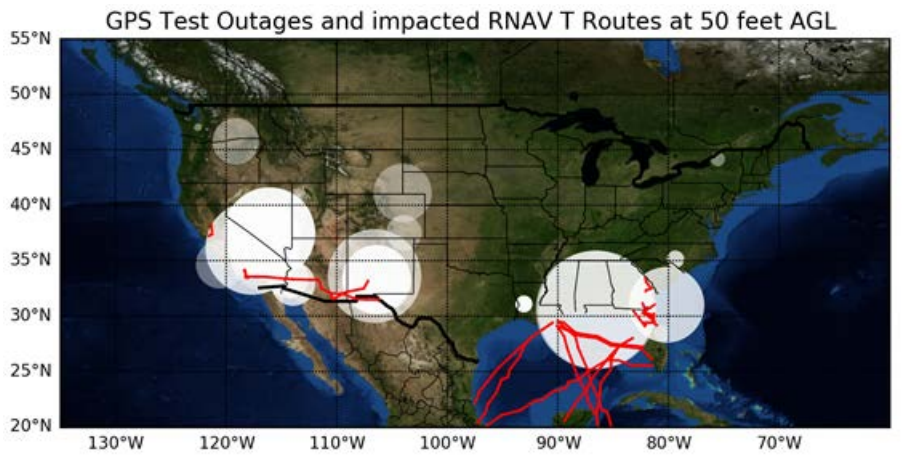 GPS Test Outages and impacted RNAV T Routes at 50 feet AGL
55°N
50°N
45°N
40°N
35°N
30°N
25°N
20°N
130°W 120°W 110°W 100°W 90°W 80°W 70°W